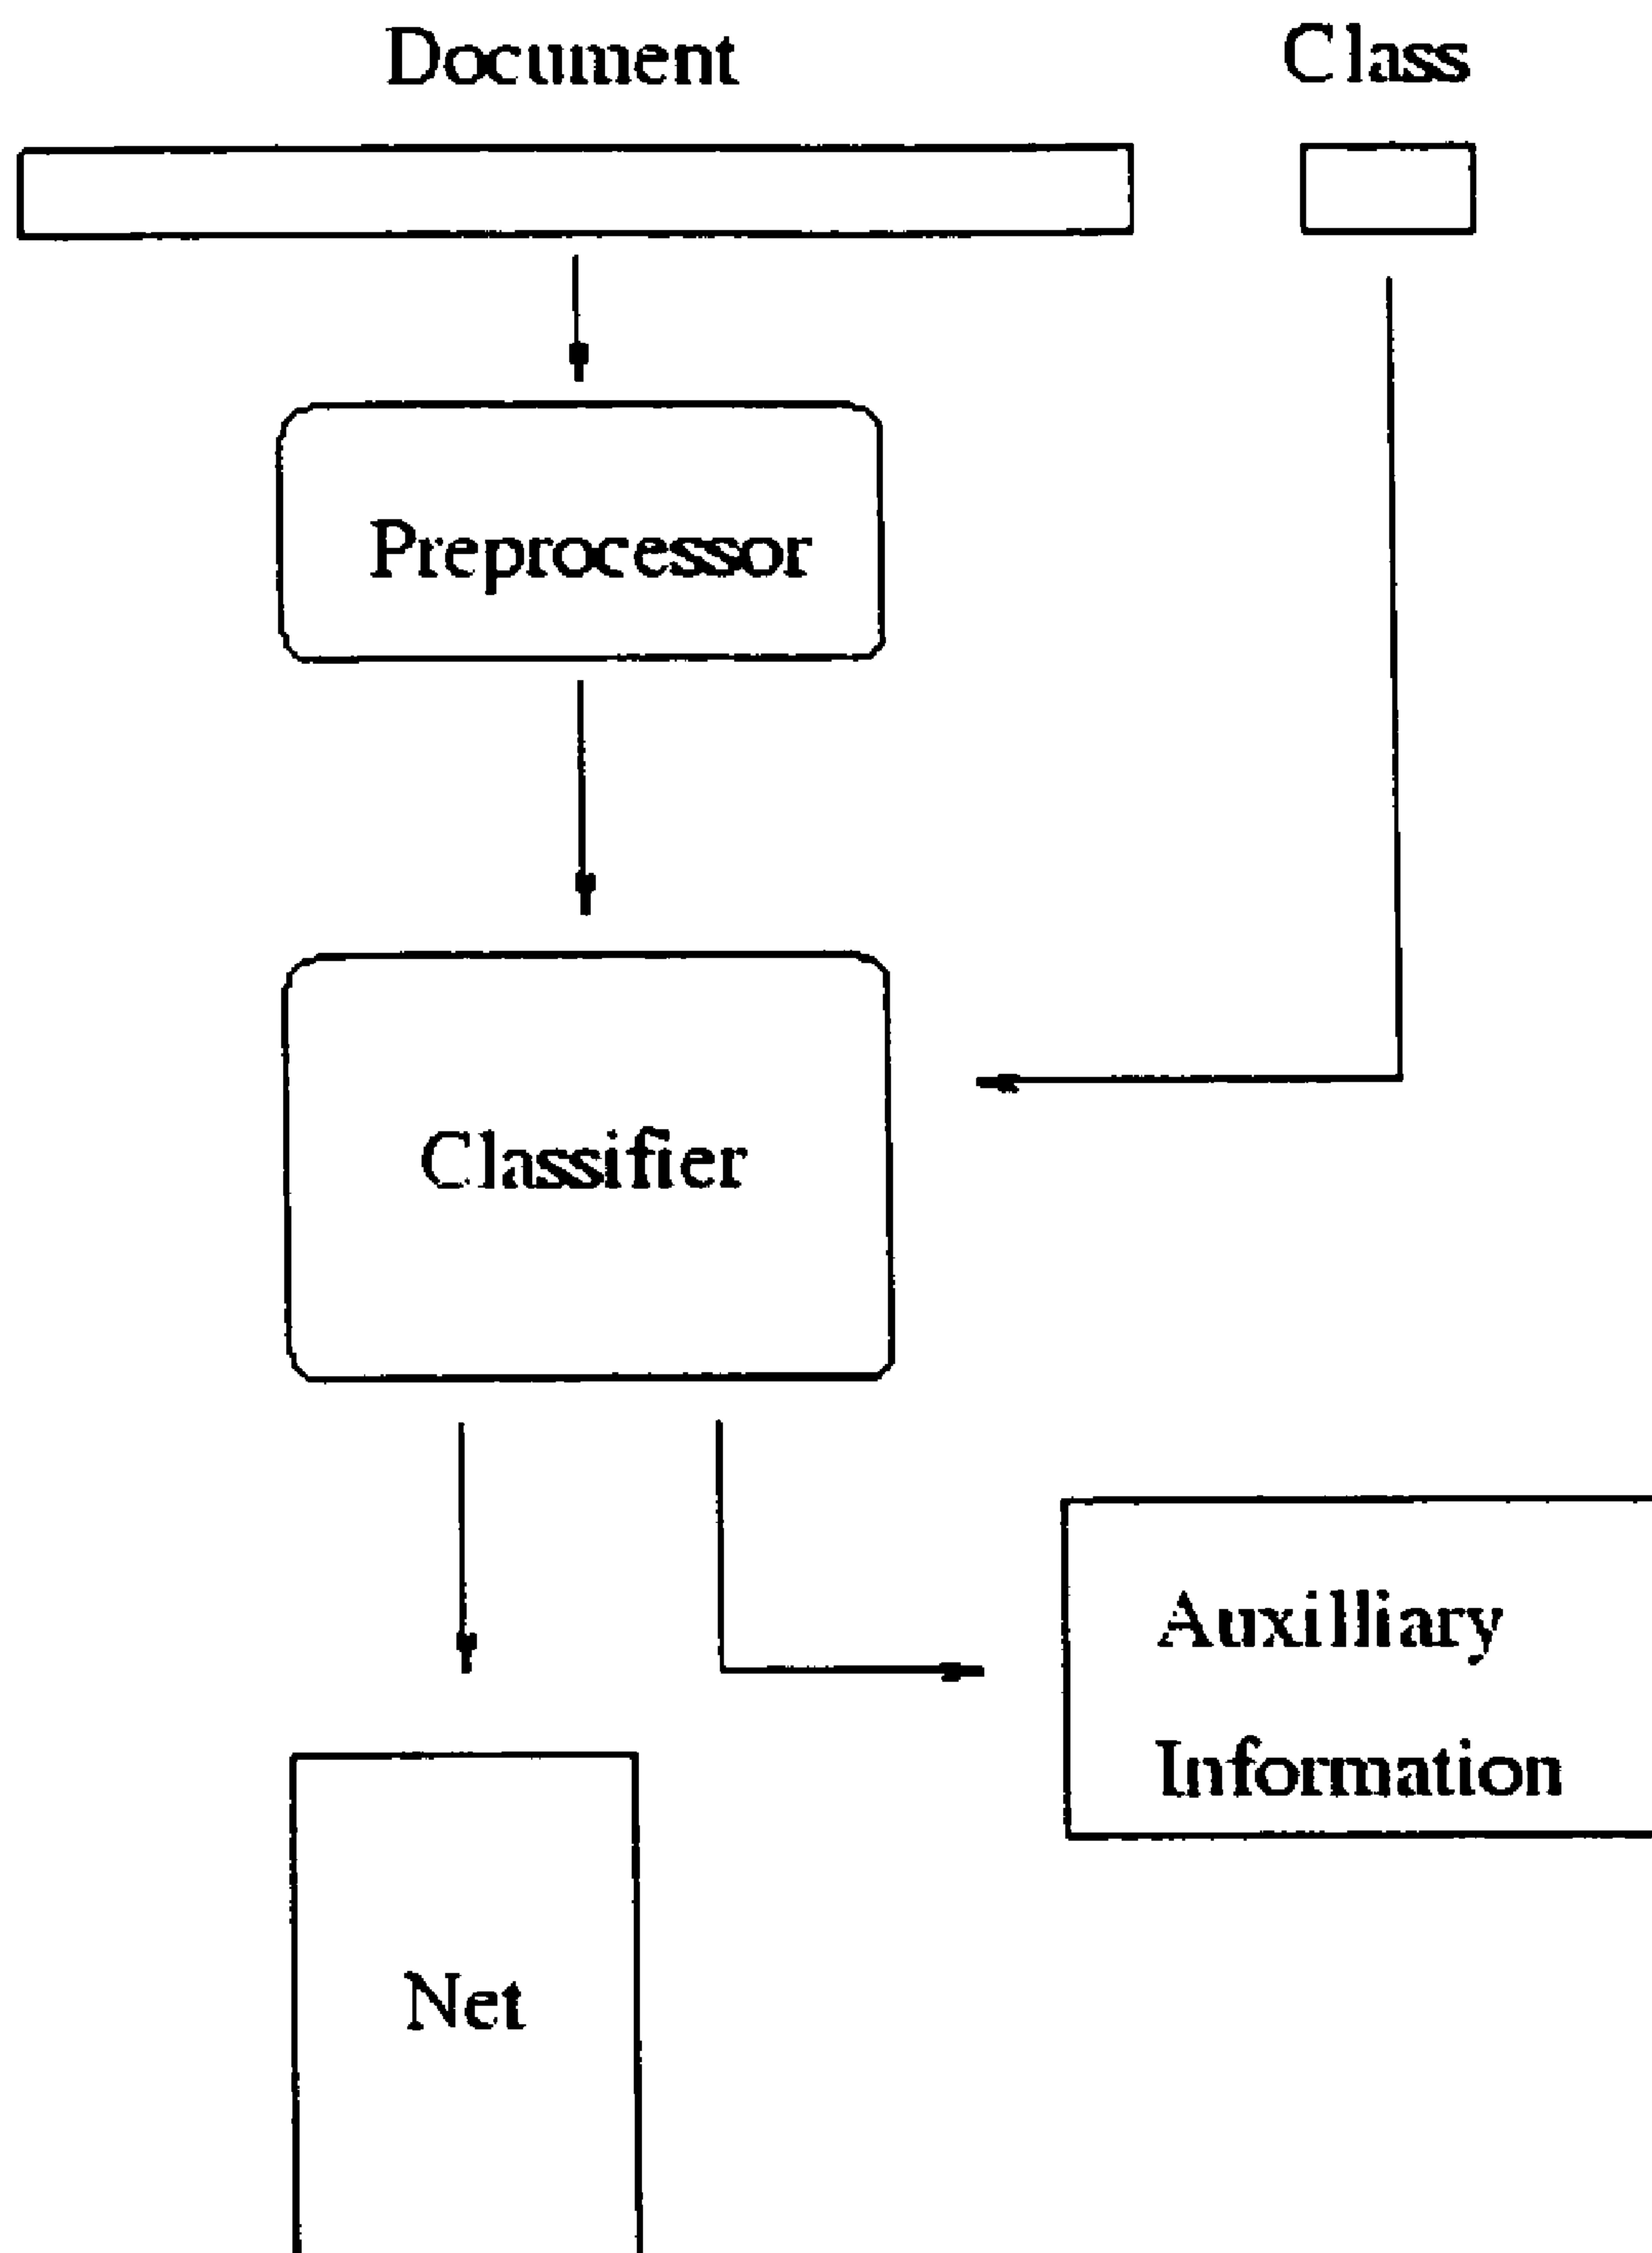 Document
Class
Preprocessor
Classifier
Auxilliary
Information
Net